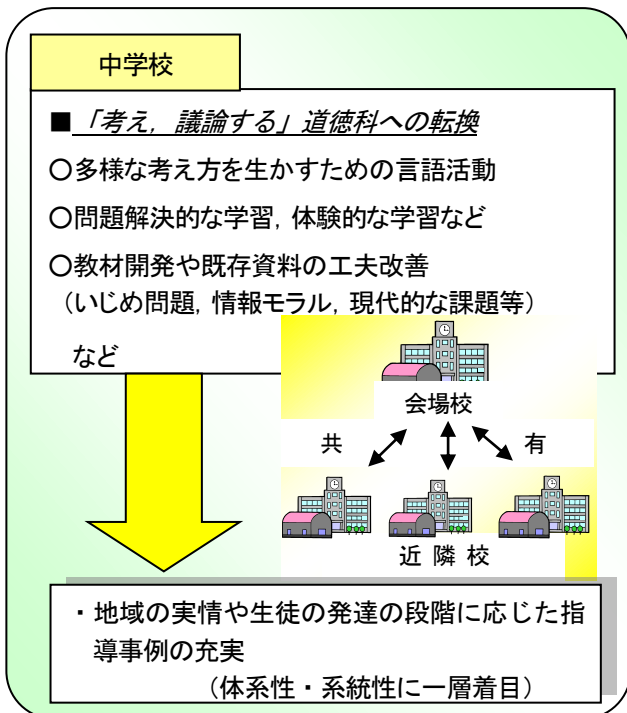 中学校
■「考え，議論する」道徳科への転換
○多様な考え方を生かすための言語活動
○問題解決的な学習，体験的な学習など
○教材開発や既存資料の工夫改善
（いじめ問題，情報モラル，現代的な課題等）
など
会場校
共 有
近 隣 校
・地域の実情や生徒の発達の段階に応じた指
導事例の充実
（体系性・系統性に一層着目）